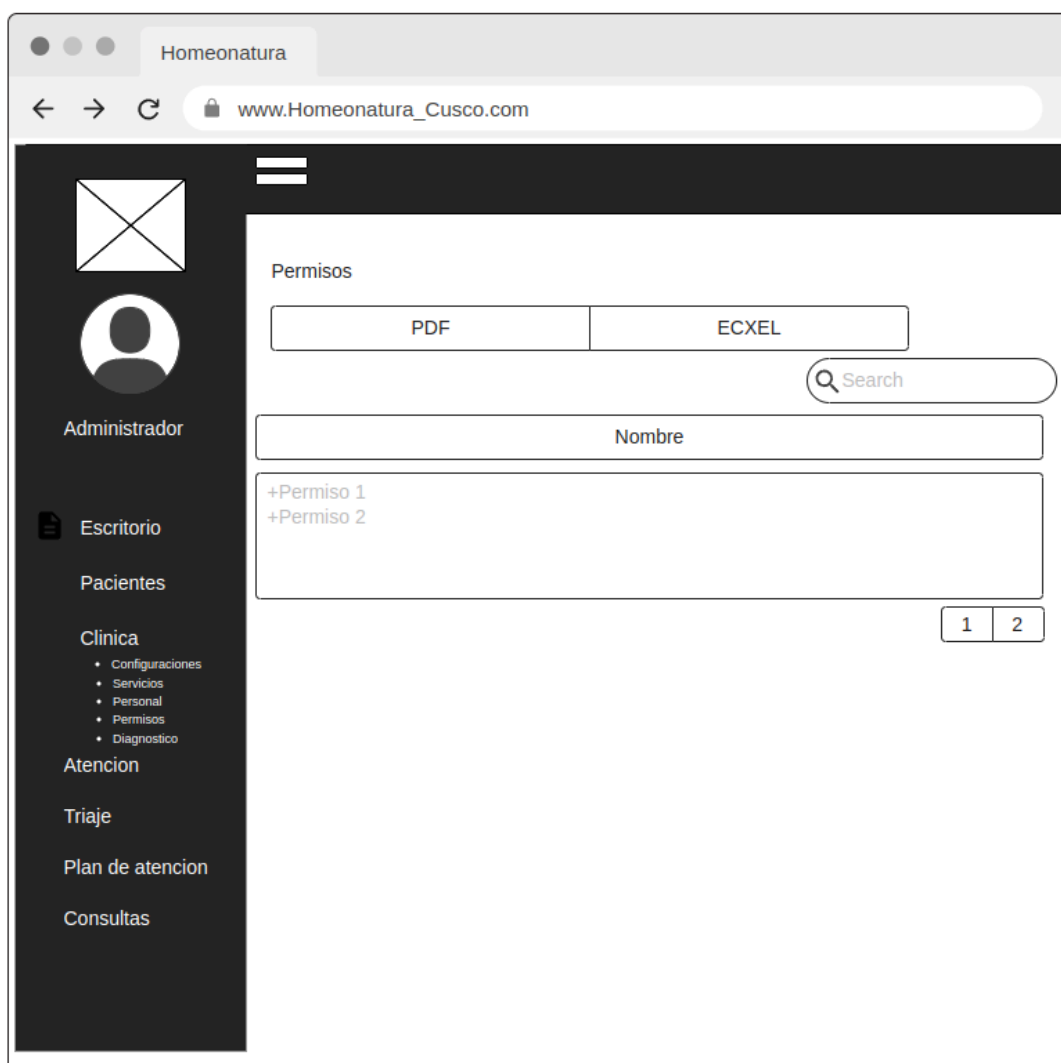 Homeonatura
www.Homeonatura_Cusco.com
Administrador
Escritorio
Pacientes
Clinica
Configuraciones
Servicios
Personal
Permisos
Diagnostico
Atencion
Triaje
Plan de atencion
Consultas
Permisos
PDF ECXEL
Search
Nombre
+Permiso 1
+Permiso 2
1 2